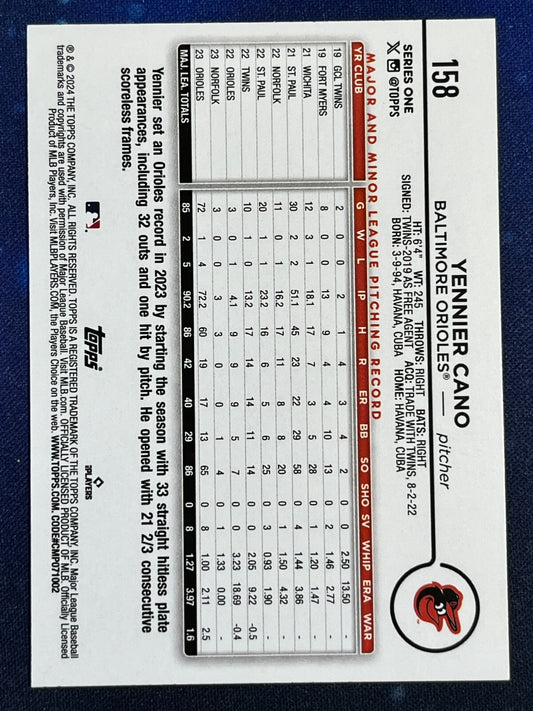 158
YENNIER CANO
BALTIMORE ORIOLES® — pitcher
SERIES ONE
@TOPPS
HT: 6'4" WT: 245 THROWS: RIGHT BATS: RIGHT
SIGNED: TWINS-2019 AS FREE AGENT ACQ: TRADE WITH TWINS, 8-2-22
BORN: 3-9-94, HAVANA, CUBA HOME: HAVANA, CUBA
MAJOR AND MINOR LEAGUE PITCHING RECORD
YR CLUB G W L IP H R ER BB SO SHO SV WHIP ERA WAR
19 GCL TWINS 2 0 0 2 1 4 3 4 2 0 0 2.50 13.50 -
19 FORT MYERS 8 0 0 13 9 4 4 10 13 0 2 1.46 2.77 -
21 WICHITA 12 3 1 18.1 17 7 3 5 28 0 1 1.20 1.47 -
21 ST. PAUL 30 2 2 51.1 45 23 22 29 58 0 4 1.44 3.86 -
22 NORFOLK 11 0 1 16.2 17 11 8 8 20 0 1 1.50 4.32 -
22 ST. PAUL 20 1 1 23.2 16 8 5 6 25 0 3 0.93 1.90 -
22 TWINS 10 1 0 13.2 17 14 14 11 14 0 0 2.05 9.22 -0.5
22 ORIOLES 3 0 1 4.1 9 9 9 5 7 0 0 3.23 18.69 -0.4
23 NORFOLK 3 0 0 3 3 0 0 1 4 0 1 1.33 0.00 -
23 ORIOLES 72 1 4 72.2 60 19 17 13 65 0 8 1.00 2.11 2.5
MAJ. LEA. TOTALS 85 2 5 90.2 86 42 40 29 86 0 8 1.27 3.97 1.6
Yennier set an Orioles record in 2023 by starting the season with 33 straight hitless plate
appearances, including 32 outs and one hit by pitch. He opened with 21 2/3 consecutive
scoreless frames.
topps
PLAYERS
® & © 2024 THE TOPPS COMPANY, INC. ALL RIGHTS RESERVED. TOPPS IS A REGISTERED TRADEMARK OF THE TOPPS COMPANY, INC. Major League Baseball
trademarks and copyrights are used with permission of Major League Baseball. Visit MLB.com. OFFICIALLY LICENSED PRODUCT OF MLB. Officially Licensed
Product of MLB Players, Inc. Visit MLBPLAYERS.COM, the Players Choice on the web. WWW.TOPPS.COM. CODE#CMP071002